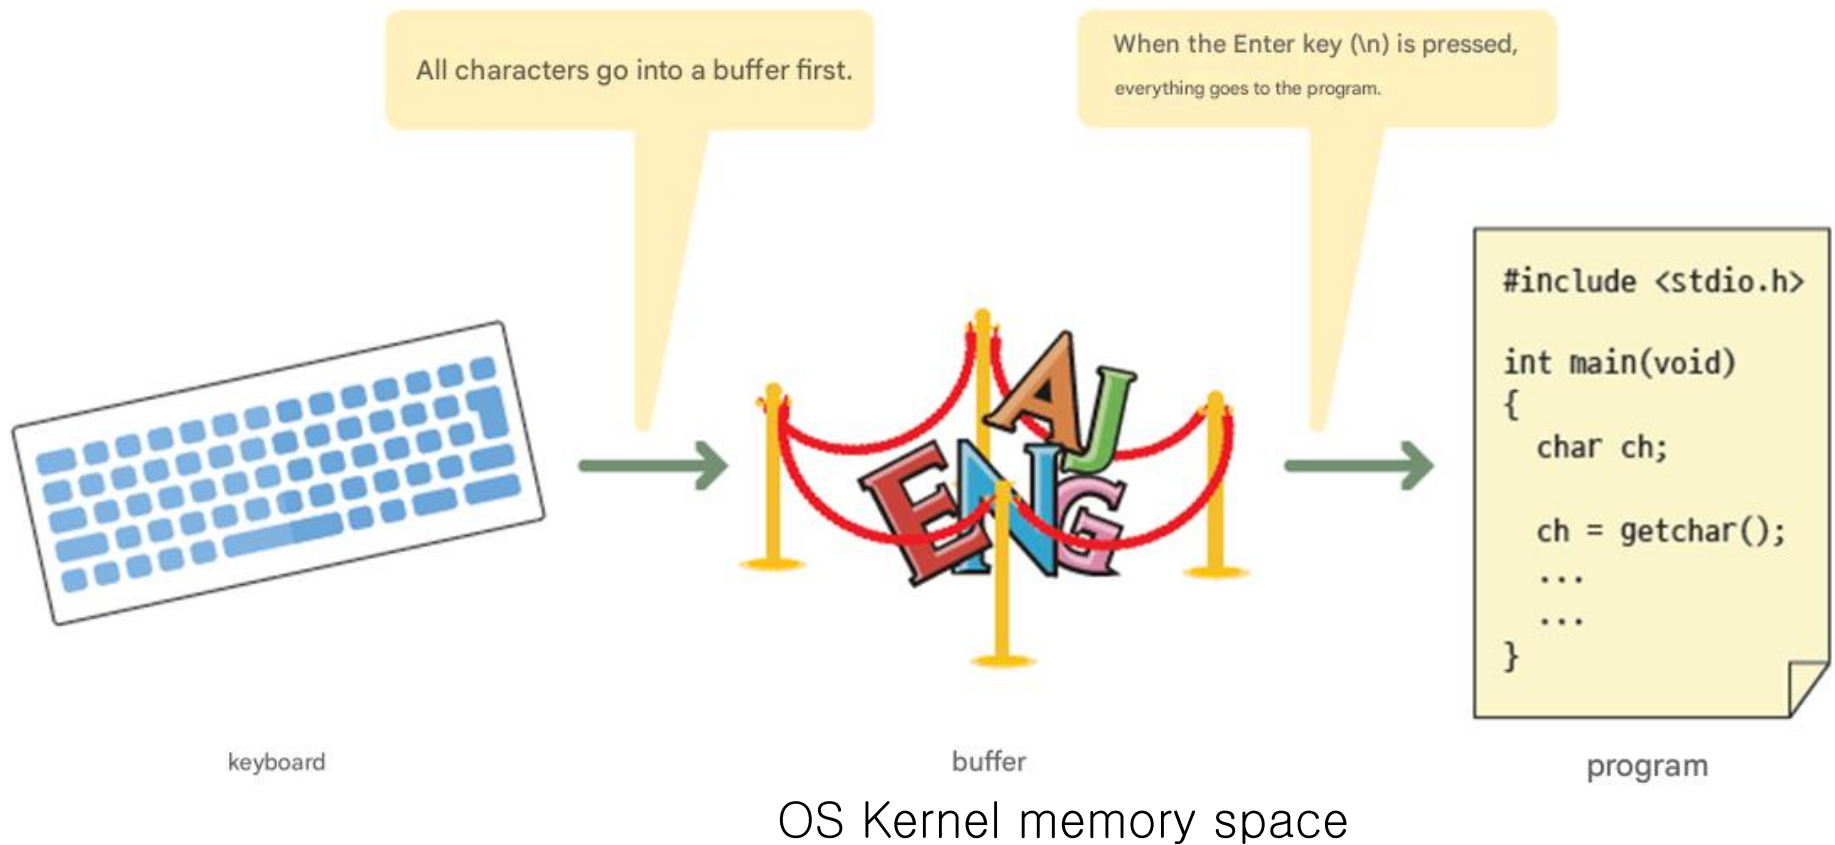 All characters go into a buffer first.
When the Enter key (\n) is pressed,
everything goes to the program.
#include <stdio.h>
int main(void)
{
char ch;
ch = getchar();
...
...
}
A
J
E
N
G
keyboard
buffer
program
OS Kernel memory space